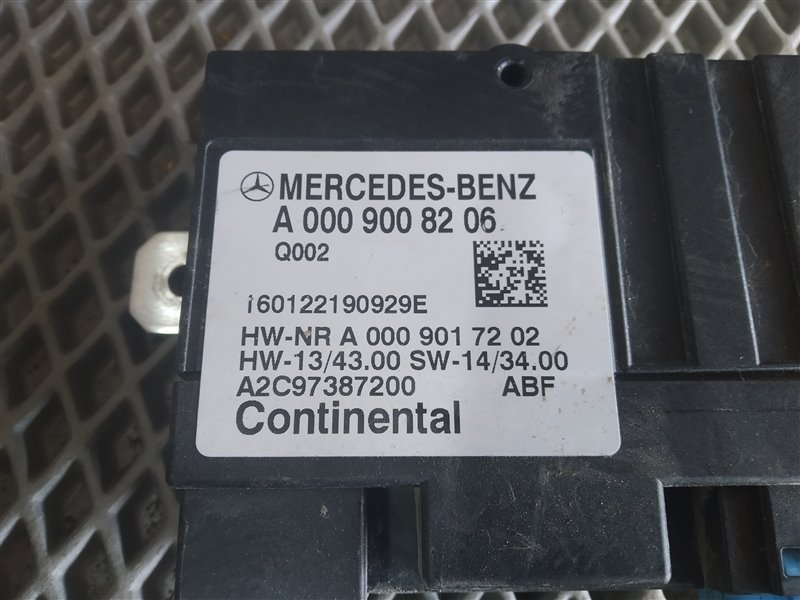 MERCEDES-BENZ
A 000 900 82 06
Q002
160122190929E
HW-NR A 000 901 72 02
HW-13/43.00 SW-14/34.00
A2C97387200 ABF
Continental